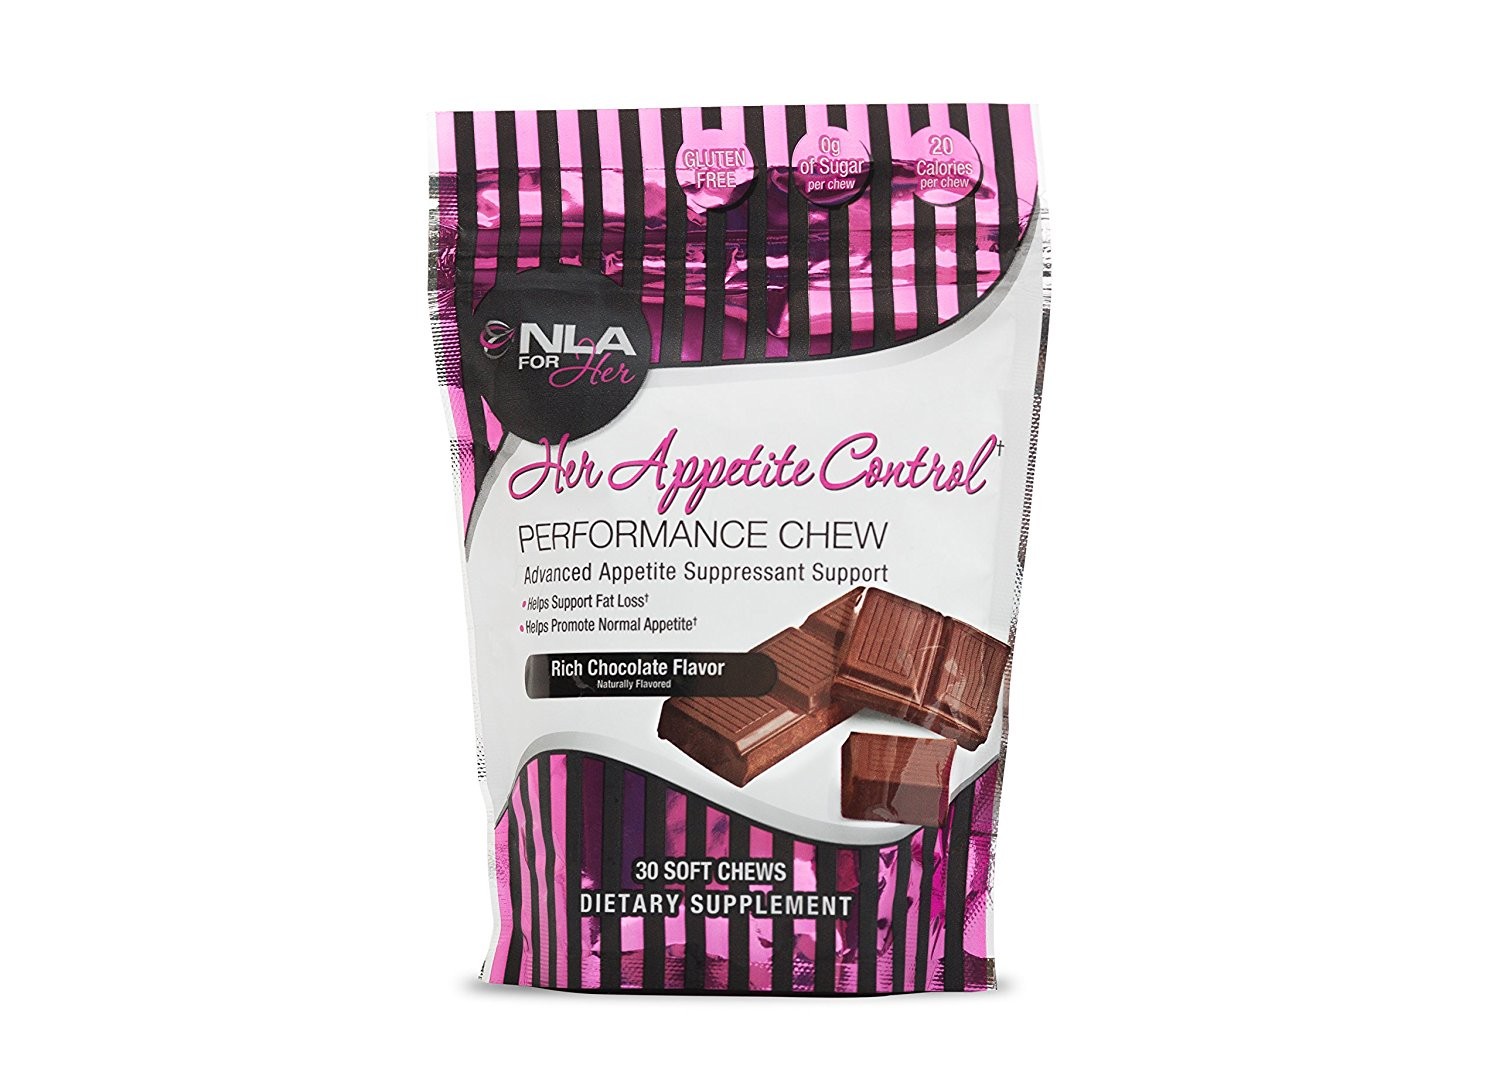 GLUTEN
FREE
0g
of Sugar
per chew
20
Calories
per chew
NLA
FOR Her
Her Appetite Control†
PERFORMANCE CHEW
Advanced Appetite Suppressant Support
• Helps Support Fat Loss†
• Helps Promote Normal Appetite†
Rich Chocolate Flavor
Naturally Flavored
30 SOFT CHEWS
DIETARY SUPPLEMENT